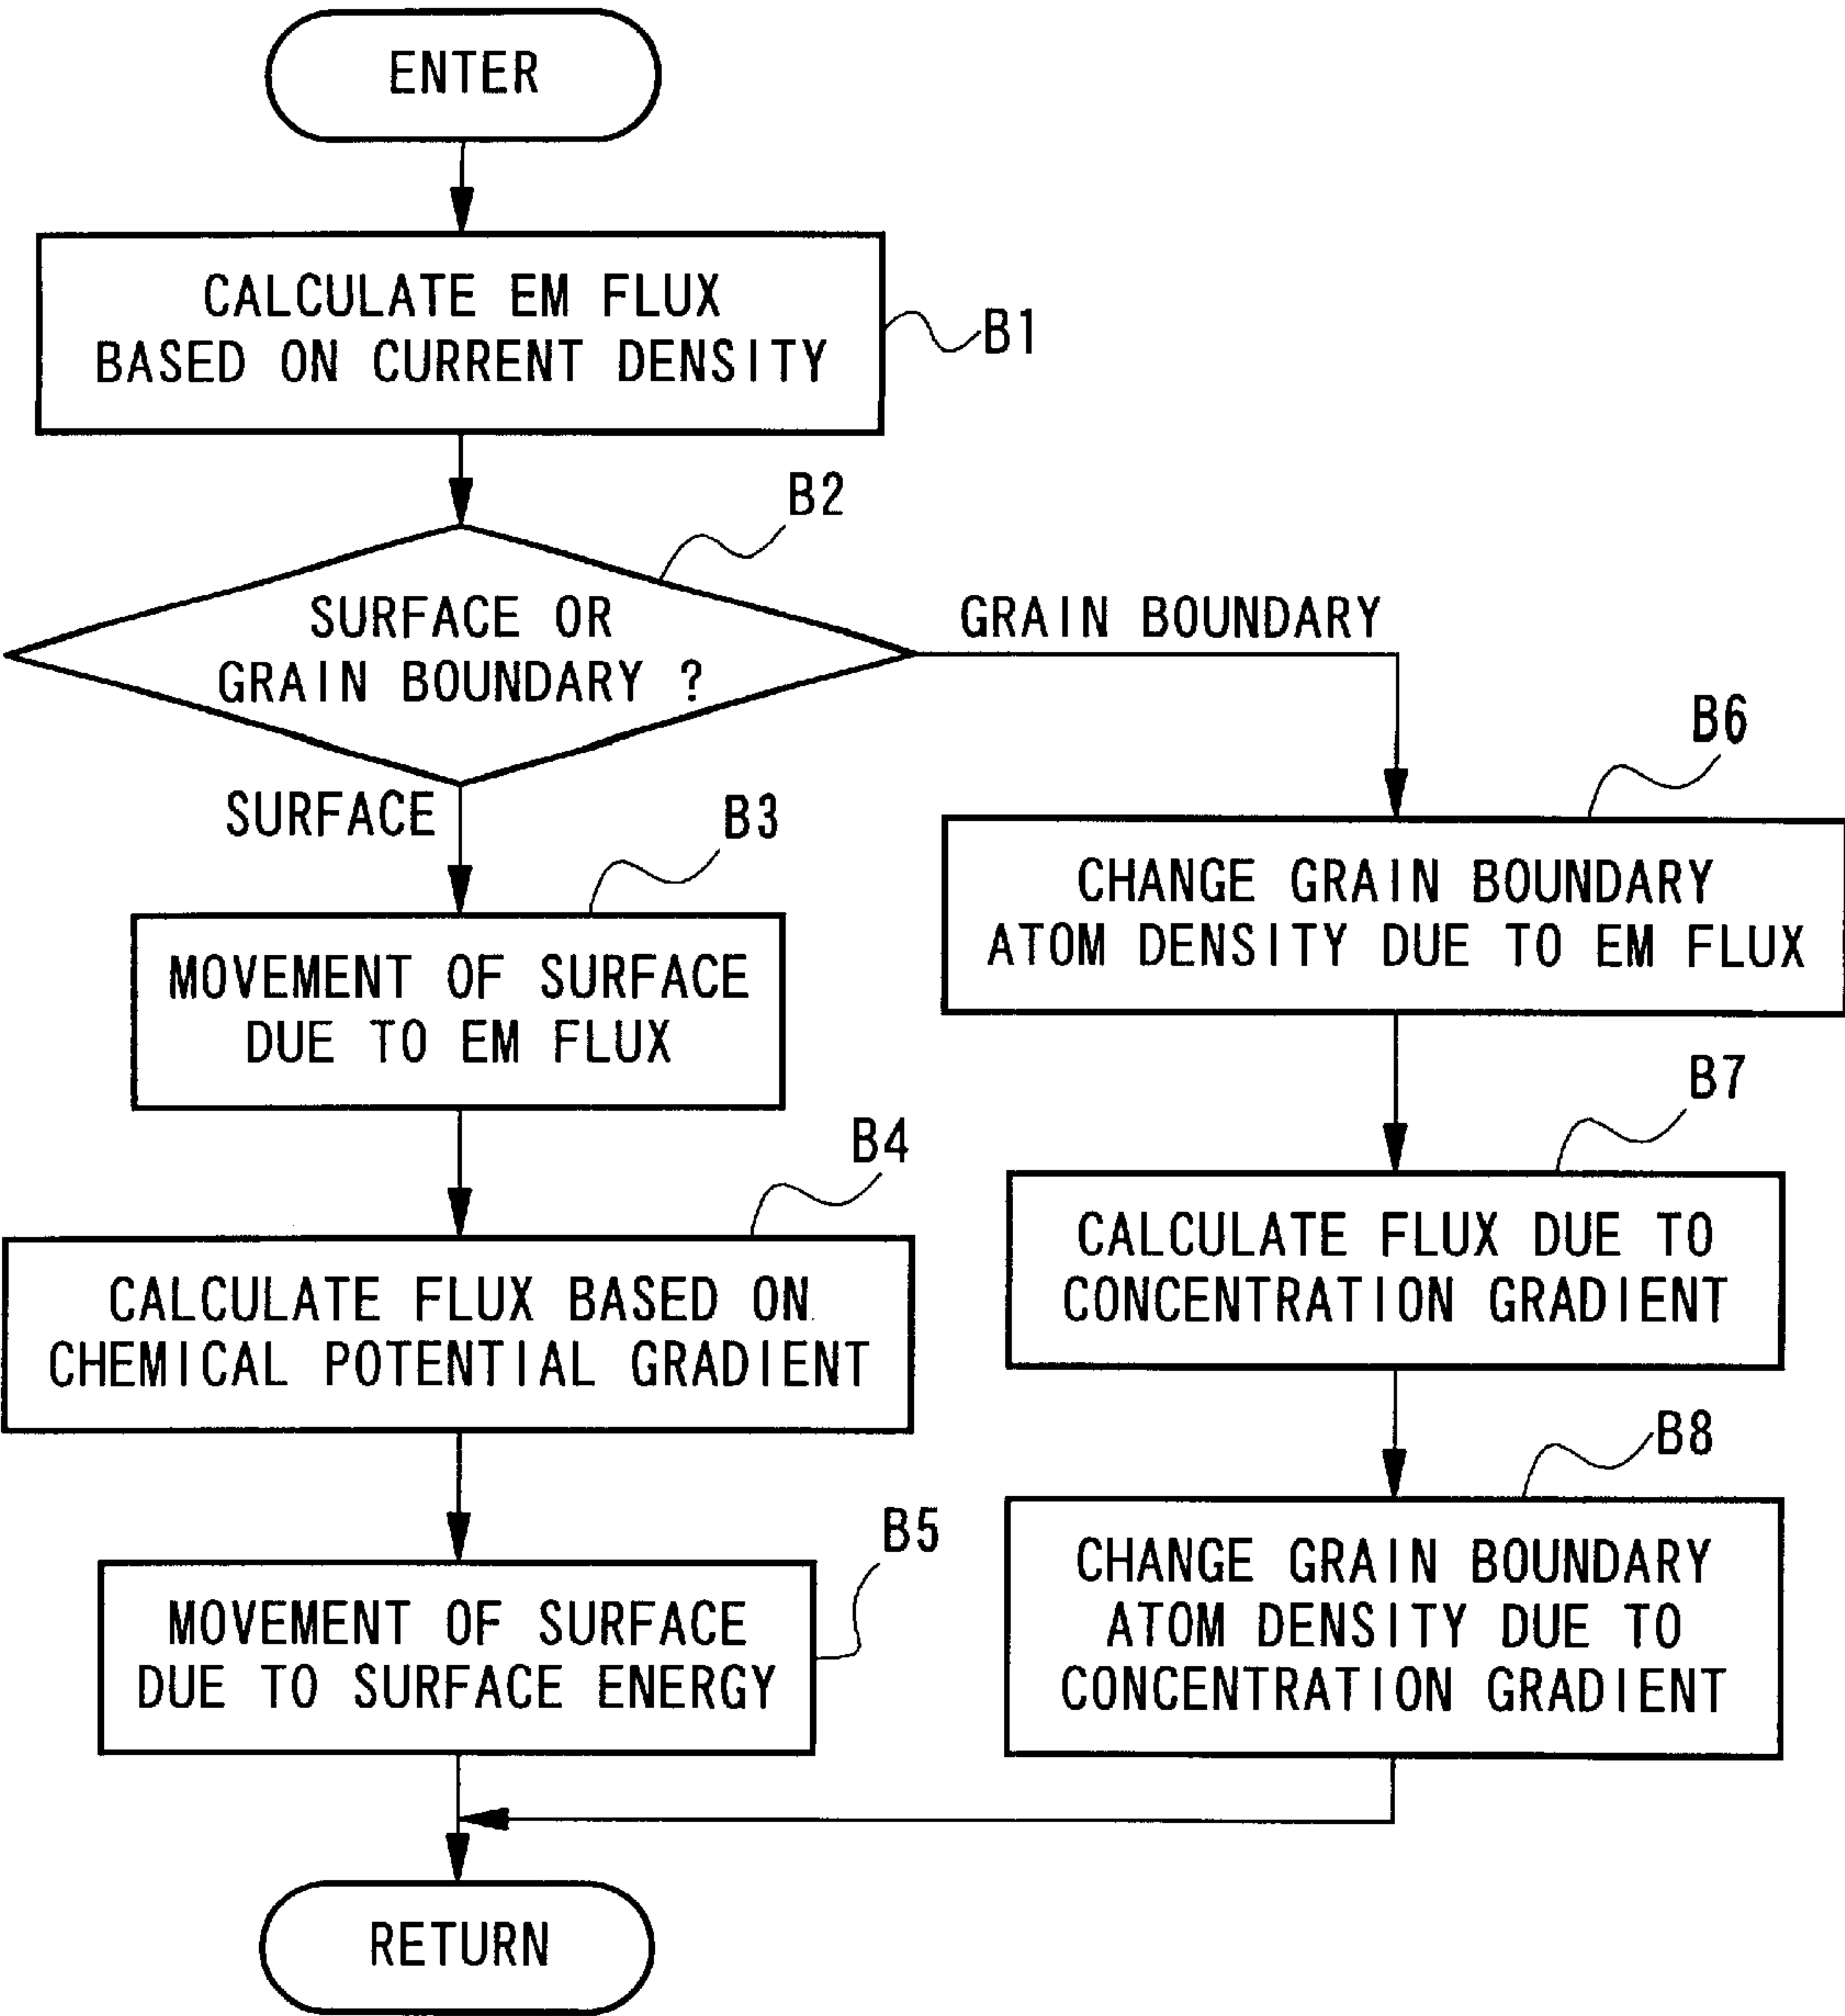 ENTER
CALCULATE EM FLUX
BASED ON CURRENT DENSITY
B1
B2
SURFACE OR
GRAIN BOUNDARY ?
GRAIN BOUNDARY
SURFACE
B3
MOVEMENT OF SURFACE
DUE TO EM FLUX
B4
CALCULATE FLUX BASED ON
CHEMICAL POTENTIAL GRADIENT
B5
MOVEMENT OF SURFACE
DUE TO SURFACE ENERGY
B6
CHANGE GRAIN BOUNDARY
ATOM DENSITY DUE TO EM FLUX
B7
CALCULATE FLUX DUE TO
CONCENTRATION GRADIENT
B8
CHANGE GRAIN BOUNDARY
ATOM DENSITY DUE TO
CONCENTRATION GRADIENT
RETURN